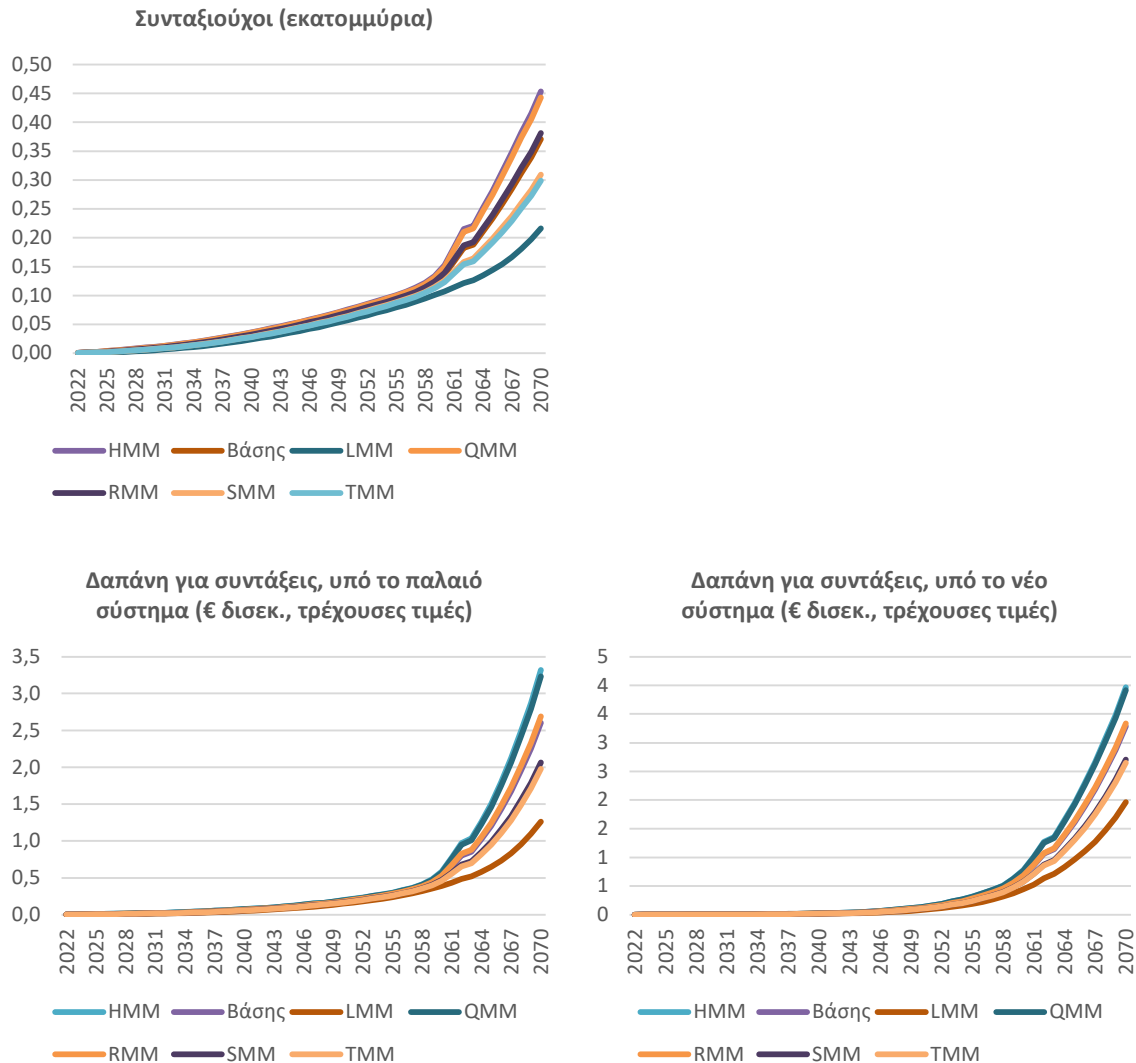 Συνταξιούχοι (εκατομμύρια)
0,50
0,45
0,40
0,35
0,30
0,25
0,20
0,15
0,10
0,05
0,00
2022 2025 2028 2031 2034 2037 2040 2043 2046 2049 2052 2055 2058 2061 2064 2067 2070
HMM Βάσης LMM QMM
RMM SMM TMM
Δαπάνη για συντάξεις, υπό το παλαιό
σύστημα (€ δισεκ., τρέχουσες τιμές)
3,5
3,0
2,5
2,0
1,5
1,0
0,5
0,0
2022 2025 2028 2031 2034 2037 2040 2043 2046 2049 2052 2055 2058 2061 2064 2067 2070
HMM Βάσης LMM QMM
RMM SMM TMM
Δαπάνη για συντάξεις, υπό το νέο
σύστημα (€ δισεκ., τρέχουσες τιμές)
5
4
4
3
3
2
2
1
1
0
2022 2025 2028 2031 2034 2037 2040 2043 2046 2049 2052 2055 2058 2061 2064 2067 2070
HMM Βάσης LMM QMM
RMM SMM TMM